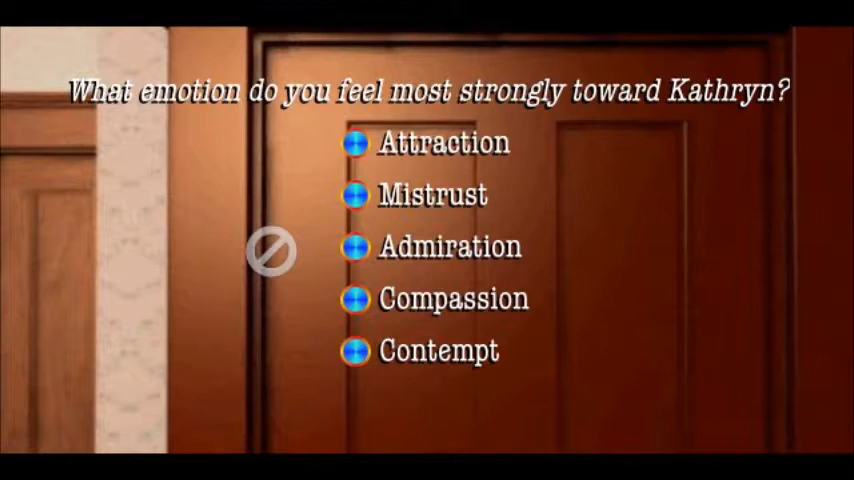 What emotion do you feel most strongly toward Kathryn?
Attraction
Mistrust
Admiration
Compassion
Contempt